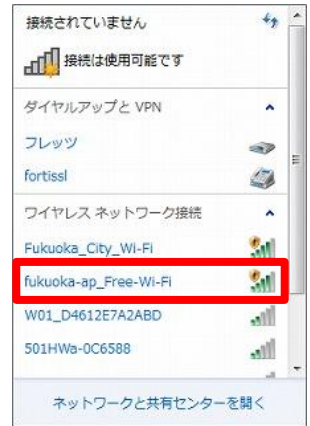 接続されていません
接続は使用可能です
ダイヤルアップと VPN
フレッツ
fortissl
ワイヤレス ネットワーク接続
Fukuoka_City_Wi-Fi
fukuoka-ap_Free-Wi-Fi
W01_D4612E7A2ABD
501HWa-0C6588
ネットワークと共有センターを開く